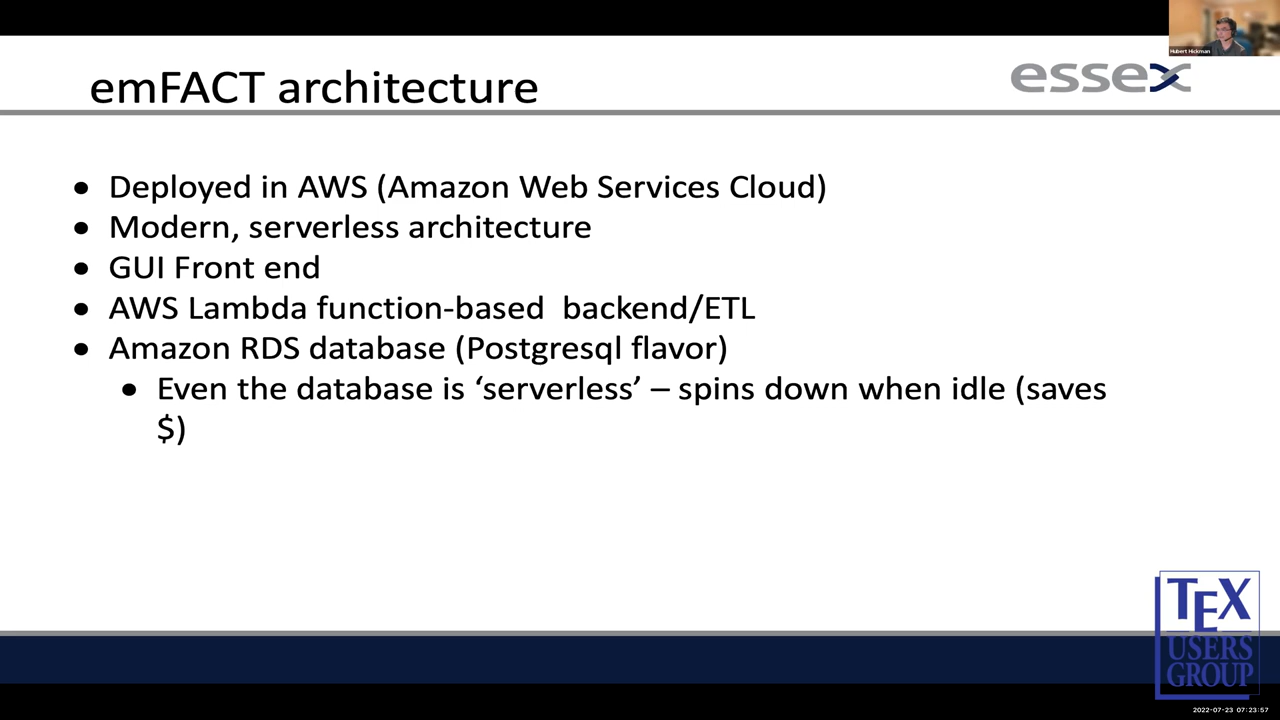 Hubert Hickman
essex
emFACT architecture
• Deployed in AWS (Amazon Web Services Cloud)
• Modern, serverless architecture
• GUI Front end
• AWS Lambda function-based  backend/ETL
• Amazon RDS database (Postgresql flavor)
• Even the database is ‘serverless’ – spins down when idle (saves
$)
TEX
USERS
GROUP
2022-07-23 07:23:57